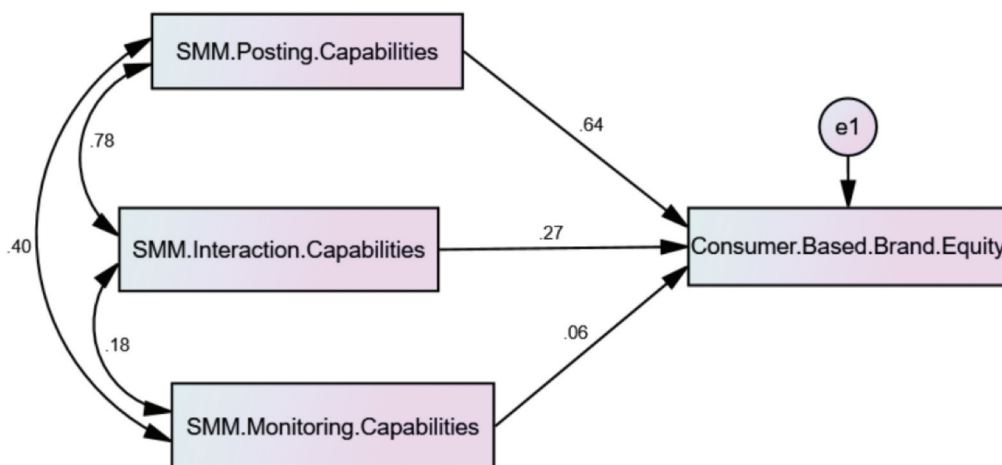 SMM.Posting.Capabilities
.64
e1
.78
SMM.Interaction.Capabilities
.27
Consumer.Based.Brand.Equity
.40
.18
.06
SMM.Monitoring.Capabilities